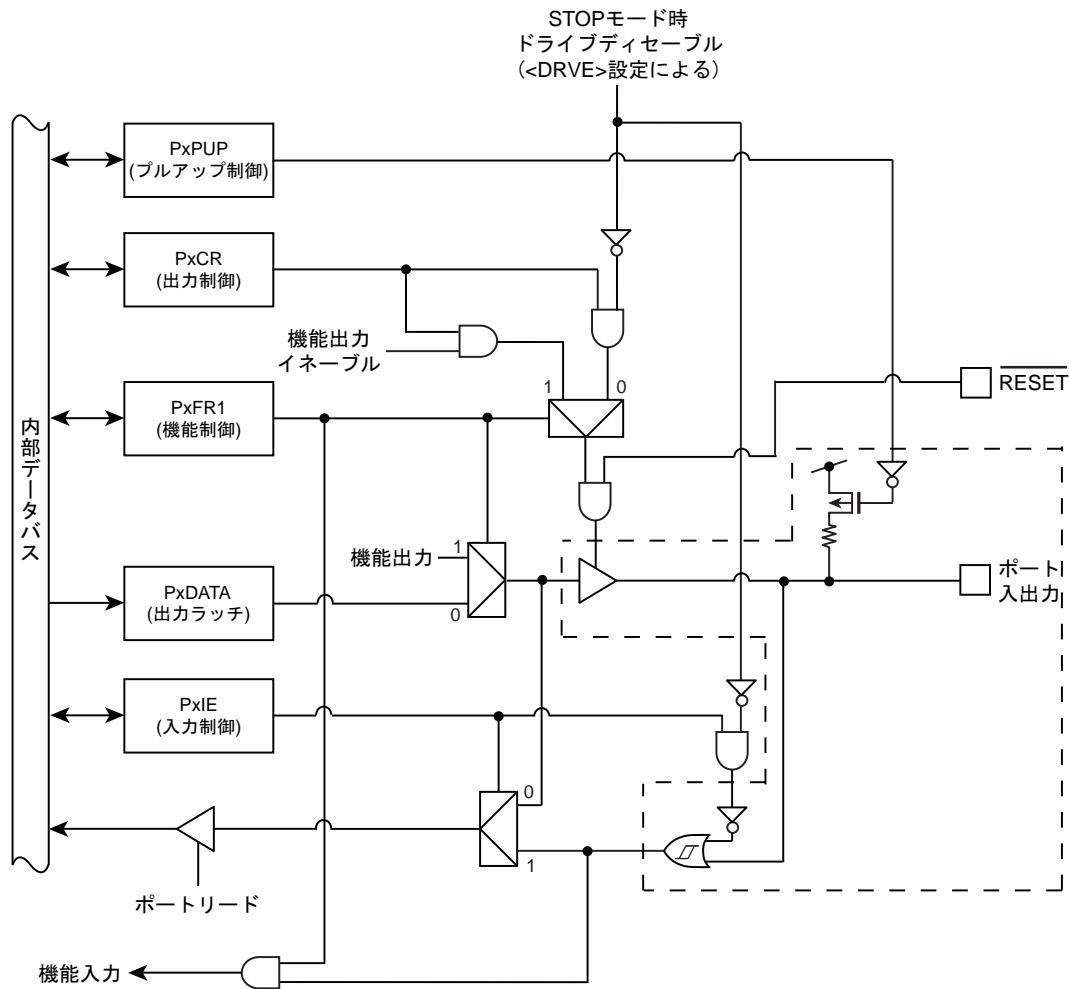 STOPモード時
ドライブディセーブル
(<DRVE>設定による)
PxPUP
(プルアップ制御)
PxCR
(出力制御)
機能出力
イネーブル
1
0
RESET
PxFR1
(機能制御)
内部データバス
機能出力
1
0
PxDATA
(出力ラッチ)
ポート
入出力
PxIE
(入力制御)
0
1
ポートリード
機能入力